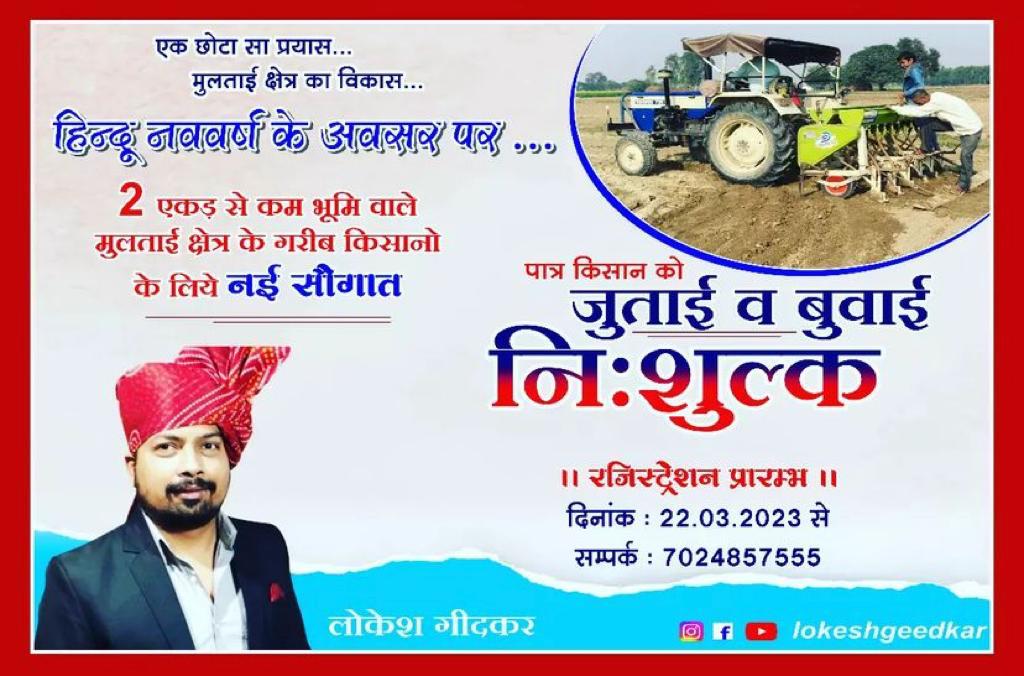 एक छोटा सा प्रयास...
मुलताई क्षेत्र का विकास...
हिन्दू नववर्ष के अवसर पर ...
2 एकड़ से कम भूमि वाले
मुलताई क्षेत्र के गरीब किसानो
के लिये नई सौगात
पात्र किसान को
जुताई व बुवाई
नि:शुल्क
।। रजिस्ट्रेशन प्रारम्भ ।।
दिनांक : 22.03.2023 से
सम्पर्क : 7024857555
लोकेश गीदकर
lokeshgeedkar